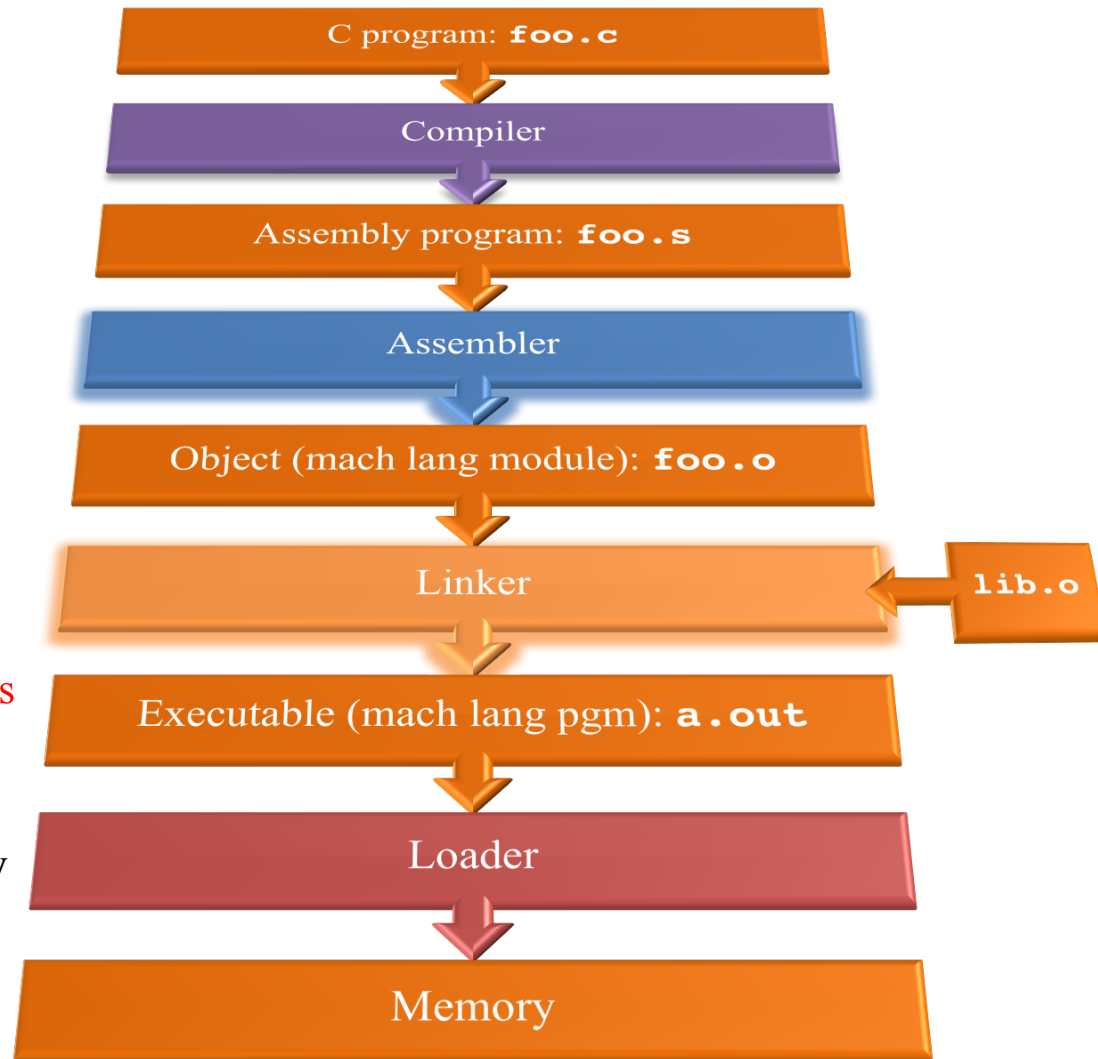 C program: foo.c
Compiler
Assembly program: foo.s
Assembler
Object (mach lang module): foo.o
Linker
lib.o
s
Executable (mach lang pgm): a.out
Loader
Memory